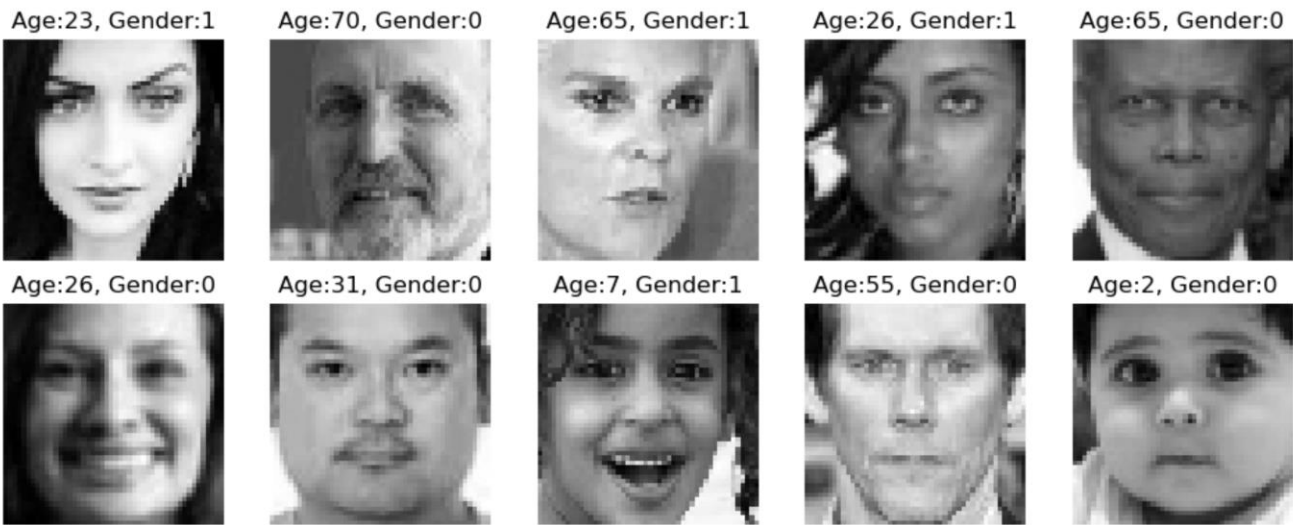 Age:23, Gender:1
Age:70, Gender:0
Age:65, Gender:1
Age:26, Gender:1
Age:65, Gender:0
Age:26, Gender:0
Age:31, Gender:0
Age:7, Gender:1
Age:55, Gender:0
Age:2, Gender:0